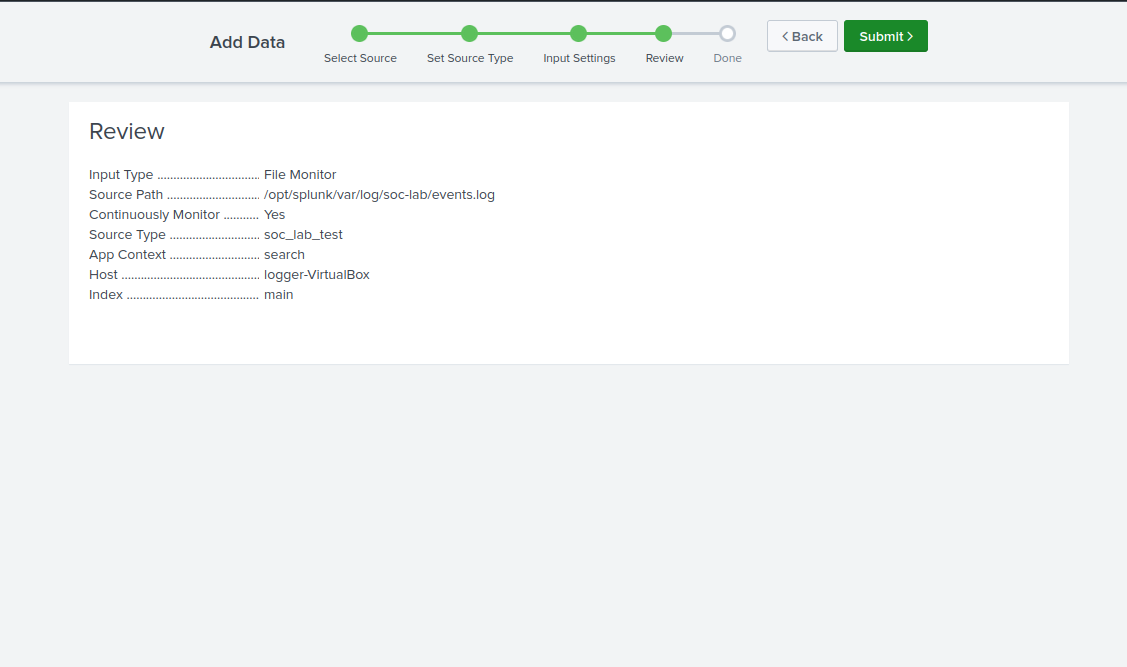 Add Data
Select Source
Set Source Type
Input Settings
Review
Done
< Back
Submit >
Review
Input Type ................................ File Monitor
Source Path ............................. /opt/splunk/var/log/soc-lab/events.log
Continuously Monitor ........... Yes
Source Type ............................ soc_lab_test
App Context ............................ search
Host ........................................... logger-VirtualBox
Index ......................................... main